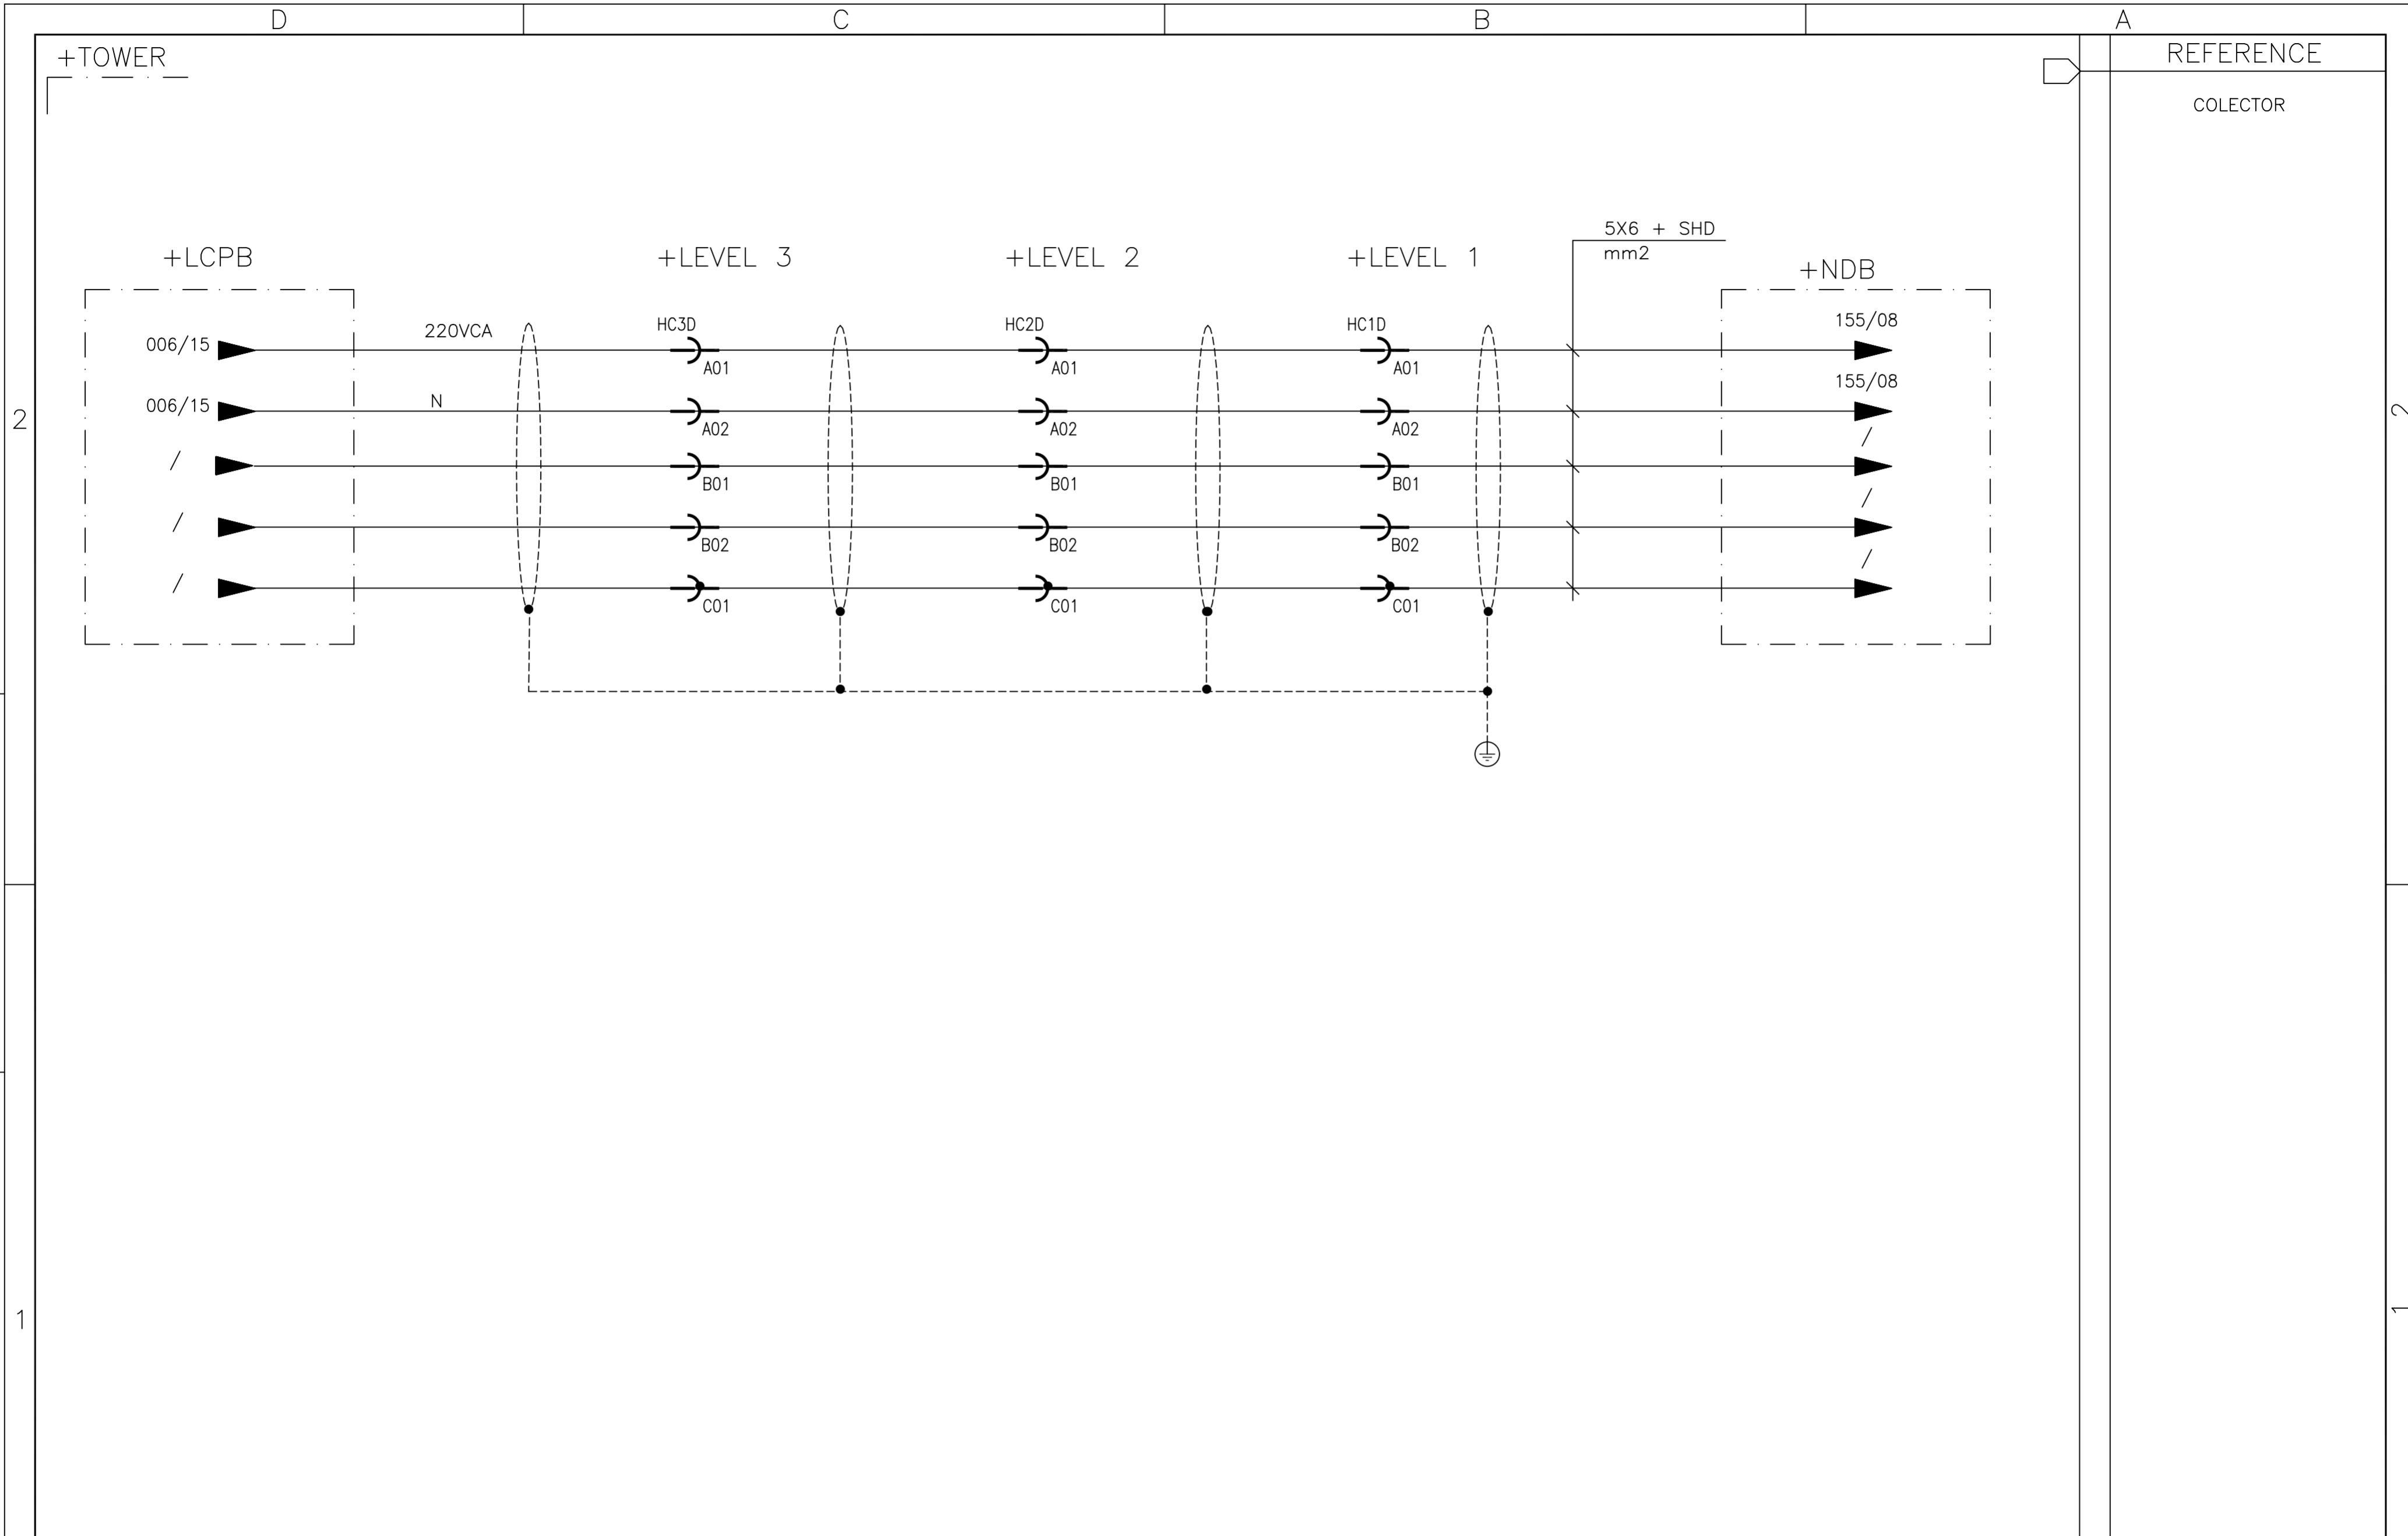 D C B A
+TOWER
REFERENCE
COLECTOR
5X6 + SHD
mm2
+LCPB +LEVEL 3 +LEVEL 2 +LEVEL 1
+NDB
155/08
HC3D HC2D HC1D
220VCA
006/15
A01 A01 A01
155/08
N
006/15
2 2
A02 A02 A02
/
/
B01 B01 B01
/
/
B02 B02 B02
/
/
C01 C01 C01
1 1